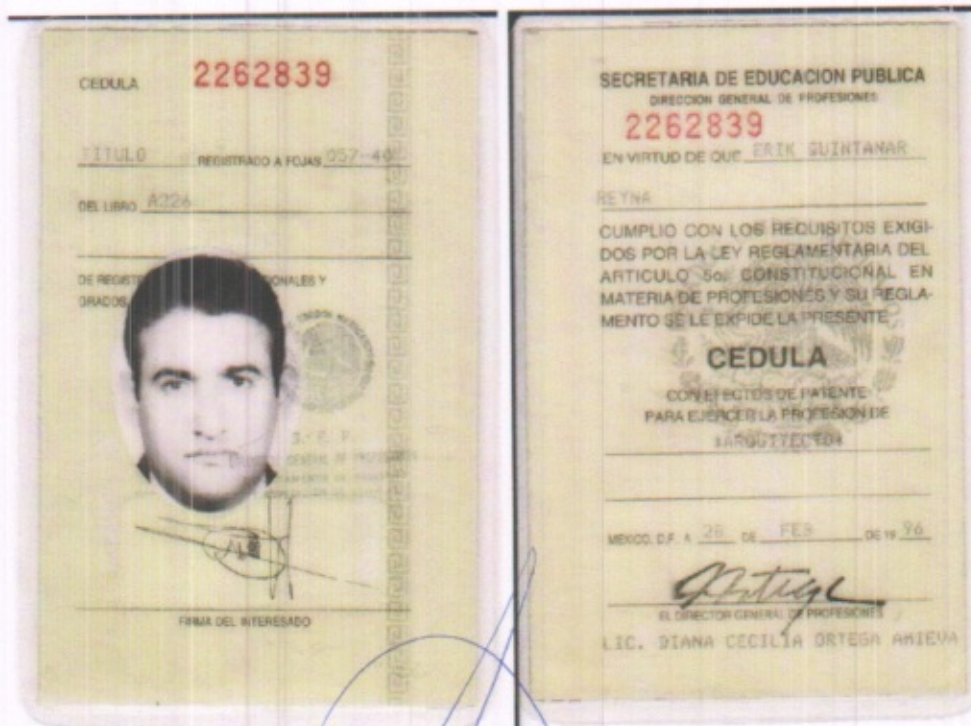 CEDULA 2262839
TITULO REGISTRADO A FOJAS 057-40
DEL LIBRO A226
DE REGIST ONALES Y
GRADOS
S. E. P.
FIRMA DEL INTERESADO
SECRETARIA DE EDUCACION PUBLICA
DIRECCION GENERAL DE PROFESIONES
2262839
EN VIRTUD DE QUE ERIK QUINTANAR
REYNA
CUMPLIO CON LOS REQUISITOS EXIGI-
DOS POR LA LEY REGLAMENTARIA DEL
ARTICULO 5o. CONSTITUCIONAL EN
MATERIA DE PROFESIONES Y SU REGLA-
MENTO SE LE EXPIDE LA PRESENTE
CEDULA
CON EFECTOS DE PATENTE
PARA EJERCER LA PROFESION DE
*ARQUITECTO*
MEXICO, D.F. A 28 DE FEB DE 19 96
EL DIRECTOR GENERAL DE PROFESIONES
LIC. DIANA CECILIA ORTEGA AMIEVA